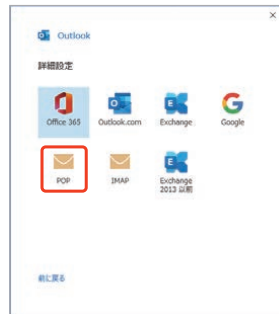 Outlook
詳細設定
Office 365 Outlook.com Exchange Google
POP IMAP Exchange
2013 以前
前に戻る